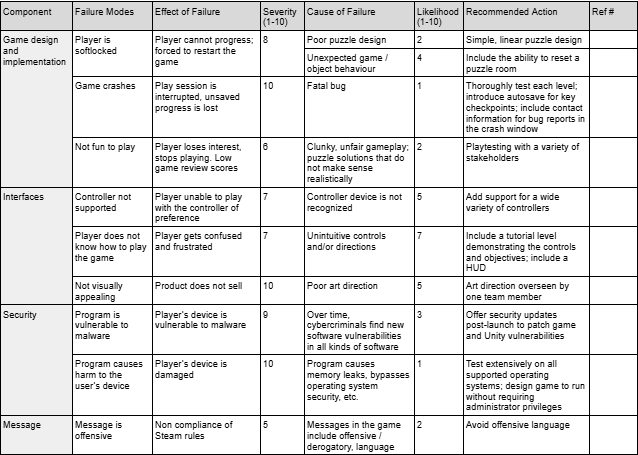 Component Failure Modes Effect of Failure Severity (1-10) Cause of Failure Likelihood (1-10) Recommended Action Ref #
Game design and implementation
Player is softlocked
Player cannot progress; forced to restart the game
8
Poor puzzle design
2
Simple, linear puzzle design
Unexpected game / object behaviour
4
Include the ability to reset a puzzle room
Game crashes
Play session is interrupted, unsaved progress is lost
10
Fatal bug
1
Thoroughly test each level; introduce autosave for key checkpoints; include contact information for bug reports in the crash window
Not fun to play
Player loses interest, stops playing. Low game review scores
6
Clunky, unfair gameplay; puzzle solutions that do not make sense realistically
2
Playtesting with a variety of stakeholders
Interfaces
Controller not supported
Player unable to play with the controller of preference
7
Controller device is not recognized
5
Add support for a wide variety of controllers
Player does not know how to play the game
Player gets confused and frustrated
7
Unintuitive controls and/or directions
7
Include a tutorial level demonstrating the controls and objectives; include a HUD
Not visually appealing
Product does not sell
10
Poor art direction
5
Art direction overseen by one team member
Security
Program is vulnerable to malware
Player's device is vulnerable to malware
9
Over time, cybercriminals find new software vulnerabilities in all kinds of software
3
Offer security updates post-launch to patch game and Unity vulnerabilities
Program causes harm to the user's device
Player's device is damaged
10
Program causes memory leaks, bypasses operating system security, etc.
1
Test extensively on all supported operating systems; design game to run without requiring administrator privileges
Message
Message is offensive
Non compliance of Steam rules
5
Messages in the game include offensive / derogatory, language
2
Avoid offensive language